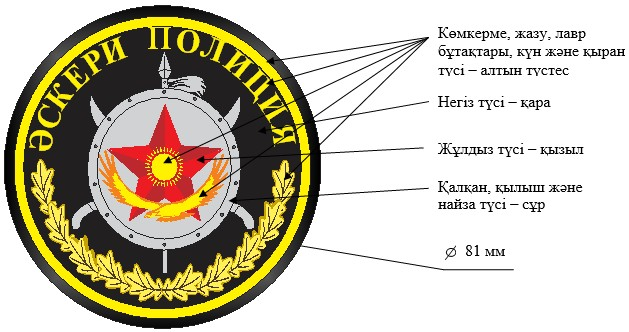 ӘСКЕРИ ПОЛИЦИЯ
Көмкерме, жазу, лавр
бұтақтары, күн және қыран
түсі – алтын түстес
Негіз түсі – қара
Жұлдыз түсі – қызыл
Қалқан, қылыш және
найза түсі – сұр
⌀ 81 мм